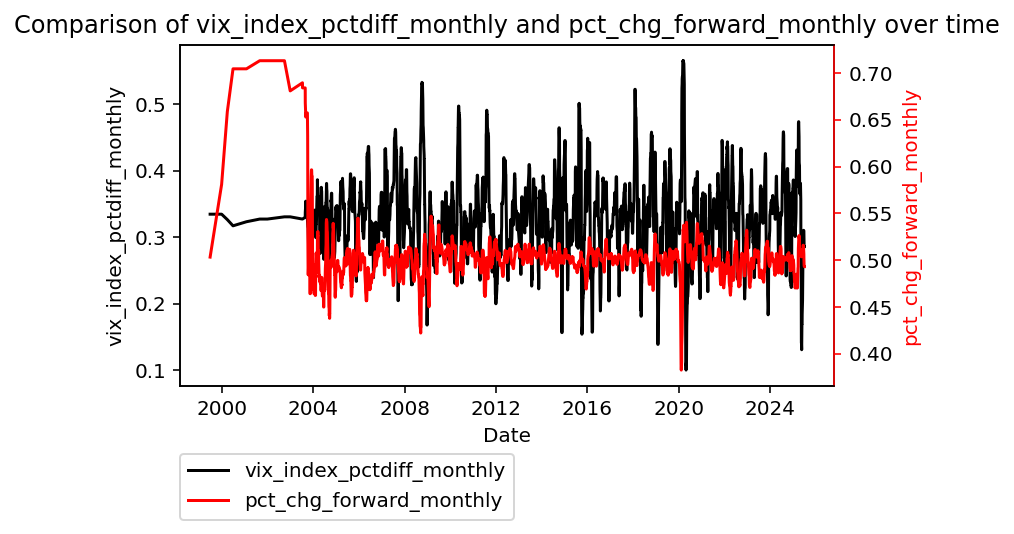 Comparison of vix_index_pctdiff_monthly and pct_chg_forward_monthly over time
vix_index_pctdiff_monthly
0.5
0.4
0.3
0.2
0.1
0.70
0.65
0.60
0.55
0.50
0.45
0.40
pct_chg_forward_monthly
2000 2004 2008 2012 2016 2020 2024
Date
vix_index_pctdiff_monthly
pct_chg_forward_monthly